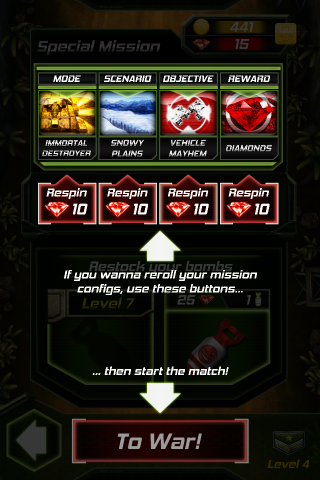 441
Special Mission
15
MODE SCENARIO OBJECTIVE REWARD
IMMORTAL DESTROYER SNOWY PLAINS VEHICLE MAYHEM DIAMONDS
Respin Respin Respin Respin
10 10 10 10
If you wanna reroll your mission
configs, use these buttons...
Restock your bombs
Level 7 25 1
... then start the match!
To War!
Level 4